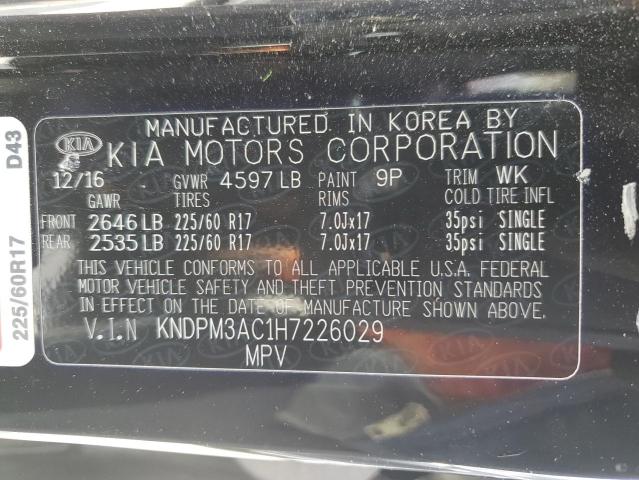 MANUFACTURED IN KOREA BY
KIA KIA MOTORS CORPORATION
12/16 GVWR 4597 LB PAINT 9P TRIM WK
GAWR TIRES RIMS COLD TIRE INFL
FRONT 2646 LB 225/60 R17 7.0Jx17 35psi SINGLE
REAR 2535 LB 225/60 R17 7.0Jx17 35psi SINGLE
THIS VEHICLE CONFORMS TO ALL APPLICABLE U.S.A. FEDERAL
MOTOR VEHICLE SAFETY AND THEFT PREVENTION STANDARDS
IN EFFECT ON THE DATE OF MANUFACTURE SHOWN ABOVE.
V.I.N KNDPM3AC1H7226029
MPV
225/60R17 D43